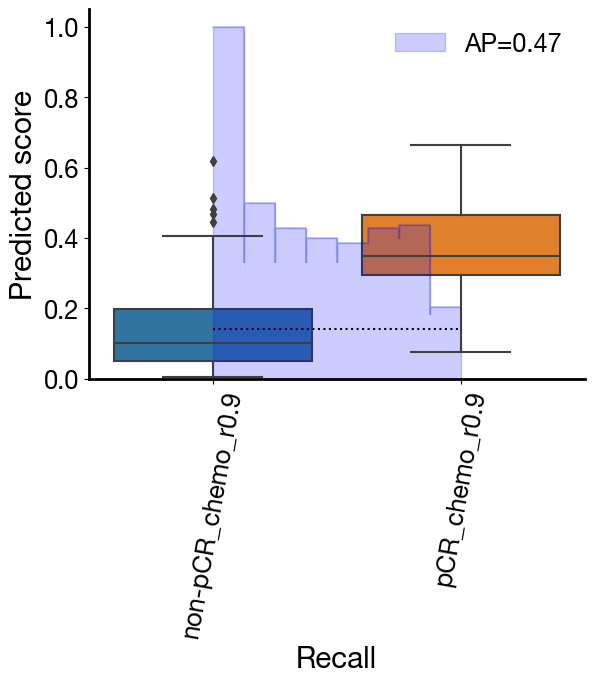 AP=0.47
Predicted score
1.0
0.8
0.6
0.4
0.2
0.0
non-pCR_chemo_r0.9
pCR_chemo_r0.9
Recall